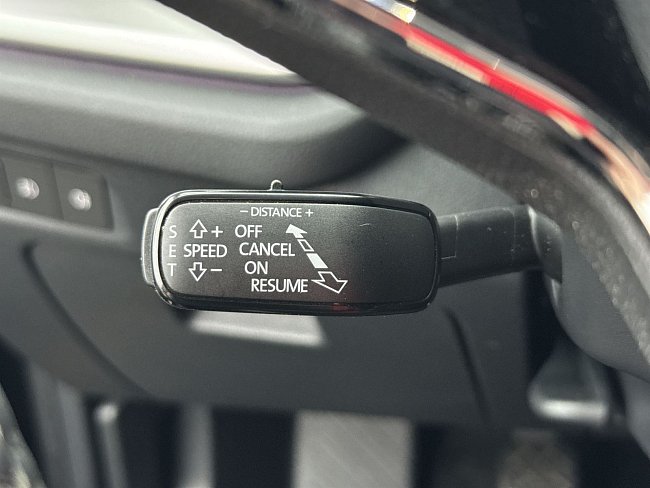 − DISTANCE +
S + OFF
E SPEED CANCEL
T − ON
RESUME